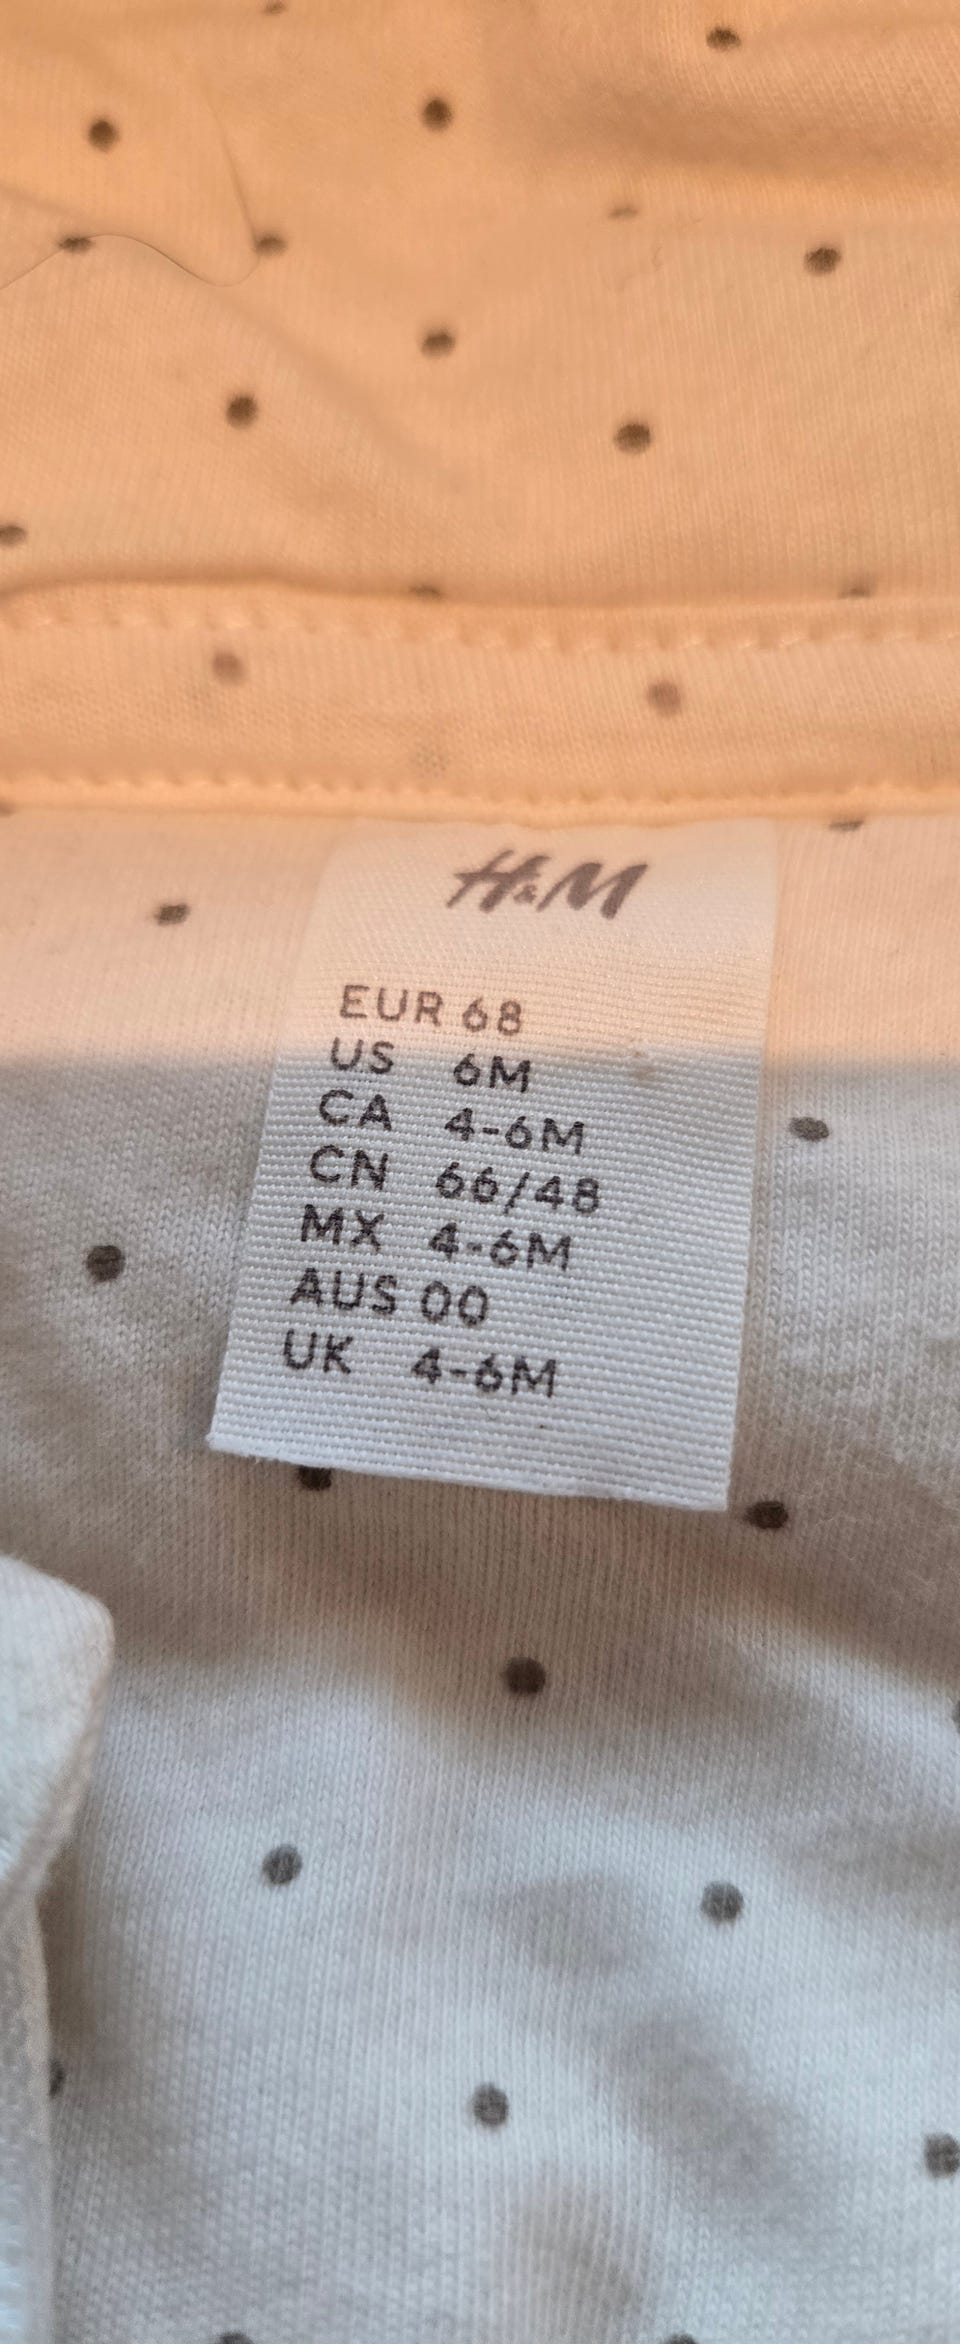 H&M
EUR 68
US 6M
CA 4-6M
CN 66/48
MX 4-6M
AUS 00
UK 4-6M